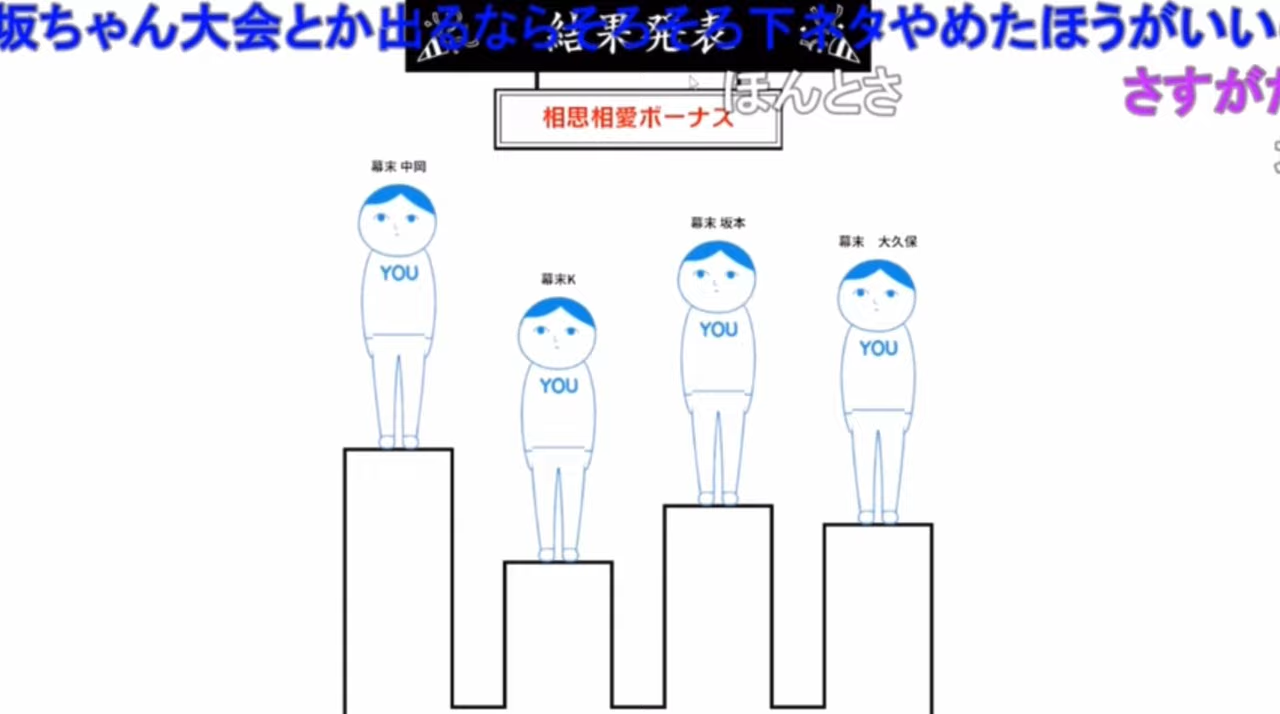 坂ちゃん大会とか出るならそろそろ下ネタやめたほうがいい
結果発表
ほんとさ
さすが
相思相愛ボーナス
幕末 中岡
幕末 坂本
幕末 大久保
幕末K
YOU
YOU
YOU
YOU